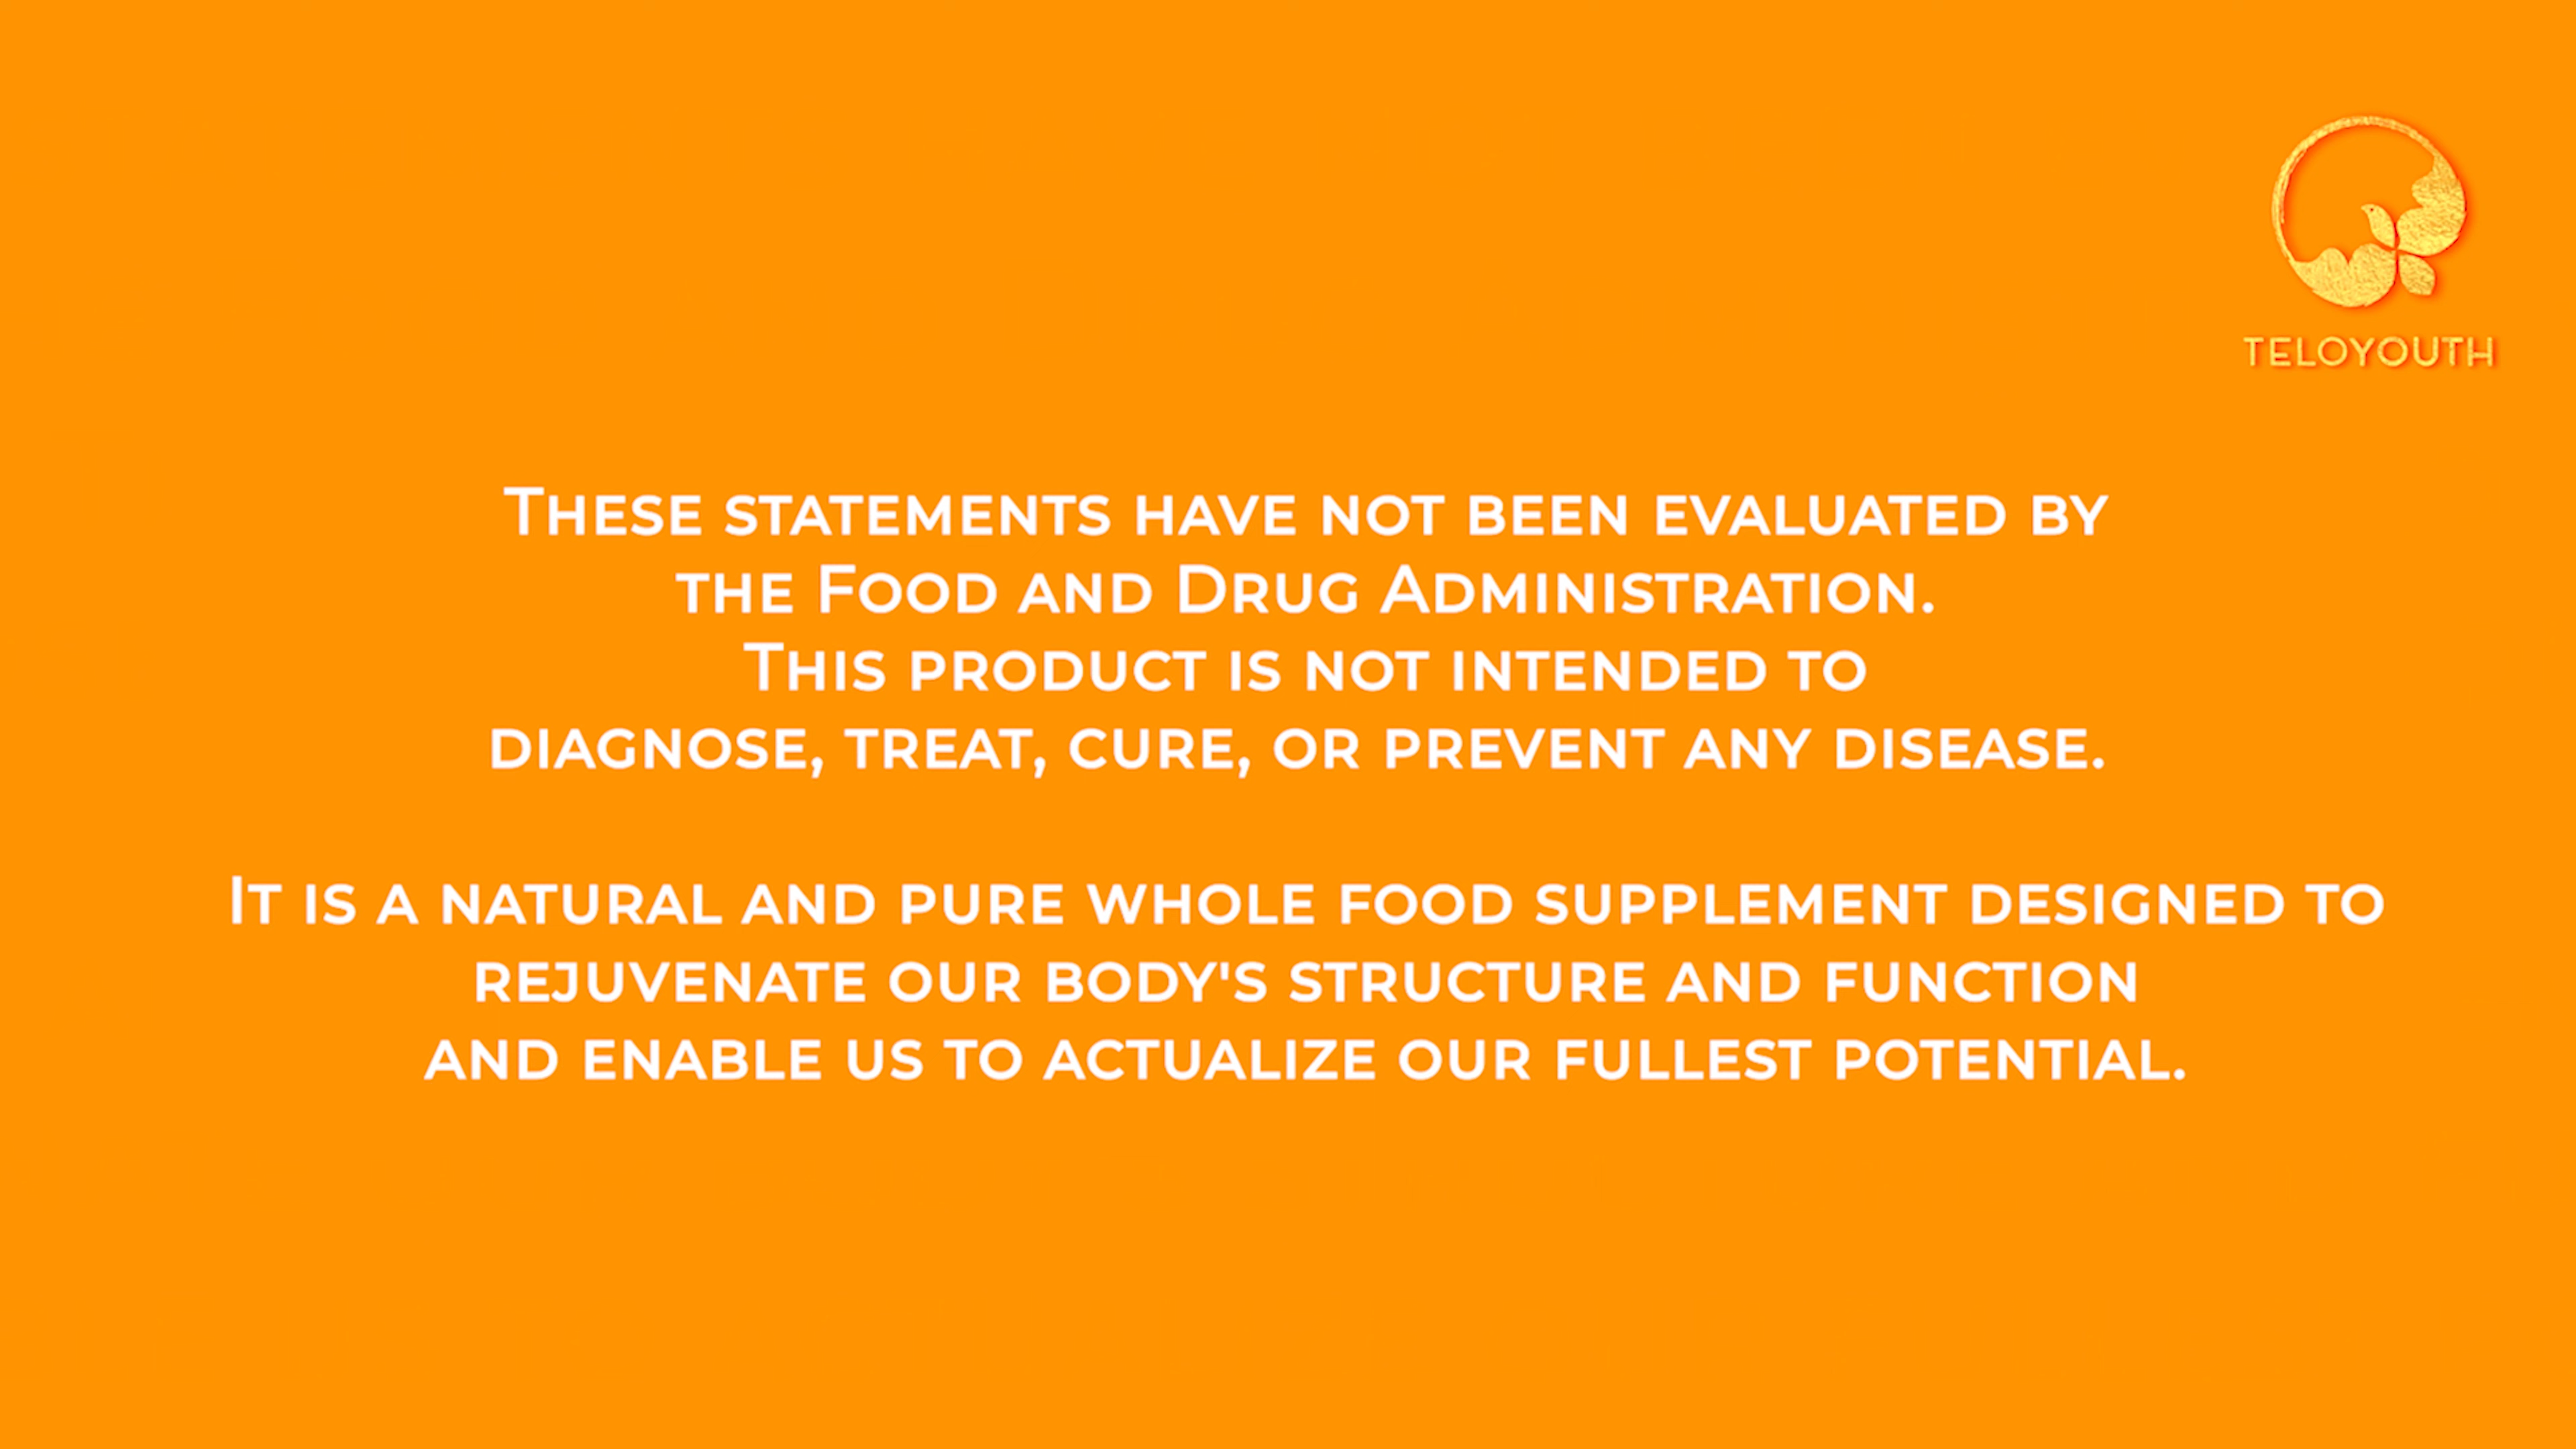 TELOYOUTH
These statements have not been evaluated by
the Food and Drug Administration.
This product is not intended to
diagnose, treat, cure, or prevent any disease.
It is a natural and pure whole food supplement designed to
rejuvenate our body's structure and function
and enable us to actualize our fullest potential.